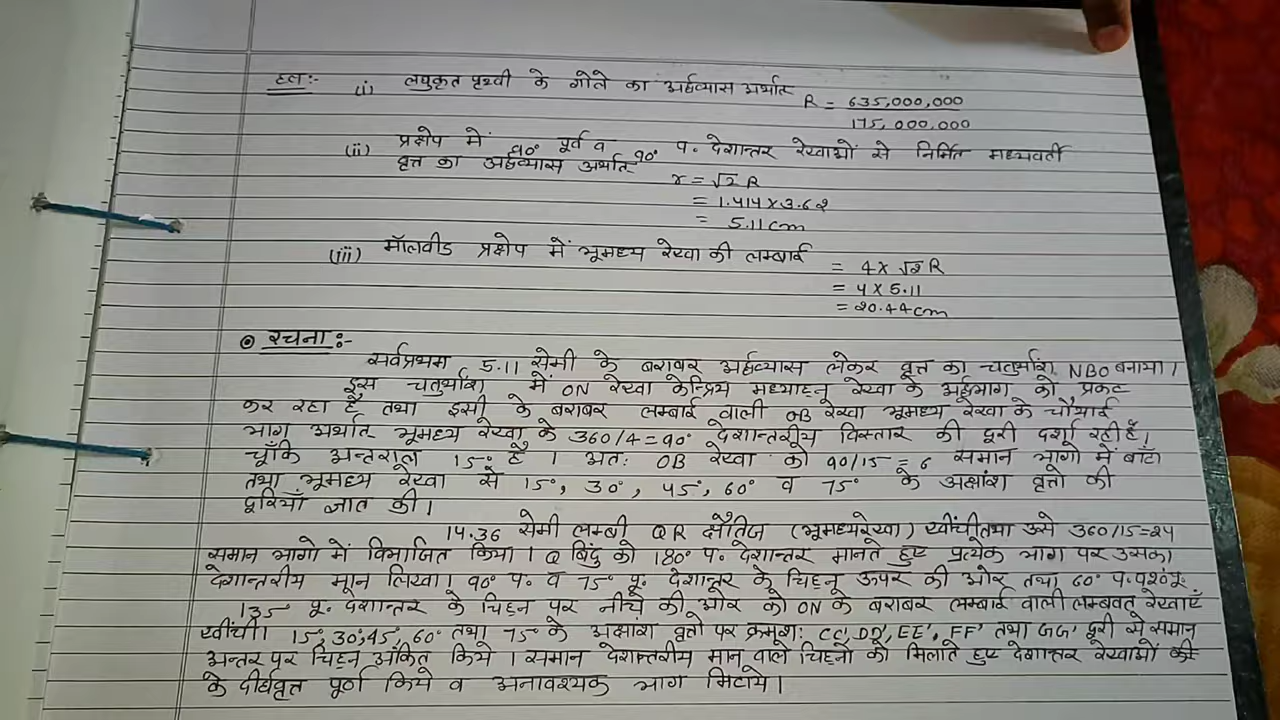 हल:- (i) लघुकृत पृथ्वी के गोले का अर्द्धव्यास अर्थात् R = 635,000,000
175,000,000
(ii) प्रक्षेप में 90° पूर्व व 90° प. देशान्तर रेखाओं से निर्मित मध्यवर्ती
वृत्त का अर्द्धव्यास अर्थात्
r = √2 R
= 1.414 x 3.62
= 5.11 cm
(iii) मॉलवीड प्रक्षेप में भूमध्य रेखा की लम्बाई
= 4 x √2 R
= 4 x 5.11
= 20.44 cm
रचना :-
सर्वप्रथम 5.11 सेमी के बराबर अर्द्धव्यास लेकर वृत्त का चतुर्थांश NBO बनाया।
इस चतुर्थांश में ON रेखा केन्द्रिय मध्याह्न रेखा के अर्द्धभाग को प्रकट
कर रहा है तथा इसी के बराबर लम्बाई वाली OB रेखा भूमध्य रेखा के चौथाई
भाग अर्थात् भूमध्य रेखा के 360/4=90° देशान्तरीय विस्तार की दूरी दर्शा रही है।
चूँकि अन्तराल 15° है। अत: OB रेखा को 90/15 = 6 समान भागो में बाँटा
तथा भूमध्य रेखा से 15°, 30°, 45°, 60° व 75° के अक्षांश वृत्तो की
दूरियाँ ज्ञात की।
14.36 सेमी लम्बी QR क्षैतिज (भूमध्यरेखा) खींची तथा उसे 360/15=24
समान भागो में विभाजित किया। Q बिंदु को 180° प. देशान्तर मानते हुए प्रत्येक भाग पर उसका
देशान्तरीय मान लिखा। 90° प. व 75° पू. देशान्तर के चिह्न ऊपर की ओर तथा 60° प.
135° पू. देशान्तर के चिह्न पर नीचे की ओर को ON के बराबर लम्बाई वाली लम्बवत रेखाएँ
खींची। 15°,30°,45°,60° तथा 75° के अक्षांश वृत्तो पर क्रमश: CC',DD',EE',FF' तथा GG' दूरी से समान
अन्तर पर चिह्न अंकित किये। समान देशान्तरीय मान वाले चिह्नो को मिलाते हुए देशान्तर रेखाओं की
के दीर्घवृत्त पूर्ण किये व अनावश्यक भाग मिटाये।